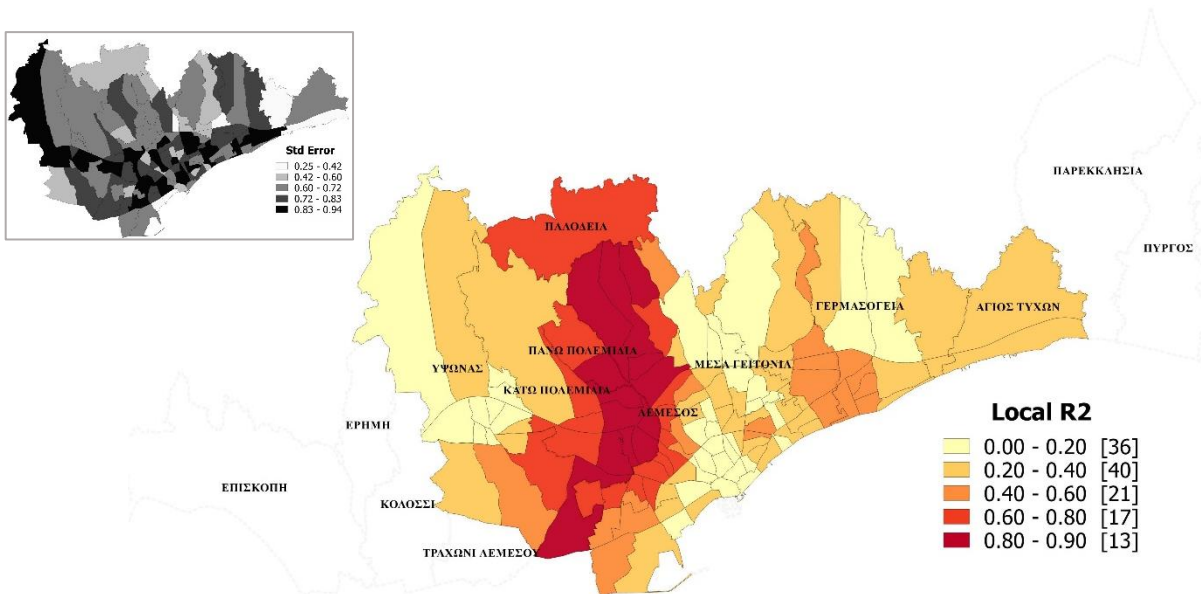 Std Error
0.25 - 0.42
0.42 - 0.60
0.60 - 0.72
0.72 - 0.83
0.83 - 0.94
ΠΑΡΕΚΚΛΗΣΙΑ
ΠΥΡΓΟΣ
ΠΑΛΟΔΕΙΑ
ΓΕΡΜΑΣΟΓΕΙΑ
ΑΓΙΟΣ ΤΥΧΩΝ
ΠΑΝΩ ΠΟΛΕΜΙΔΙΑ
ΜΕΣΑ ΓΕΙΤΟΝΙΑ
ΥΨΩΝΑΣ
ΚΑΤΩ ΠΟΛΕΜΙΔΙΑ
ΛΕΜΕΣΟΣ
ΕΡΗΜΗ
ΕΠΙΣΚΟΠΗ
ΚΟΛΟΣΣΙ
ΤΡΑΧΩΝΙ ΛΕΜΕΣΟΥ
Local R2
0.00 - 0.20 [36]
0.20 - 0.40 [40]
0.40 - 0.60 [21]
0.60 - 0.80 [17]
0.80 - 0.90 [13]